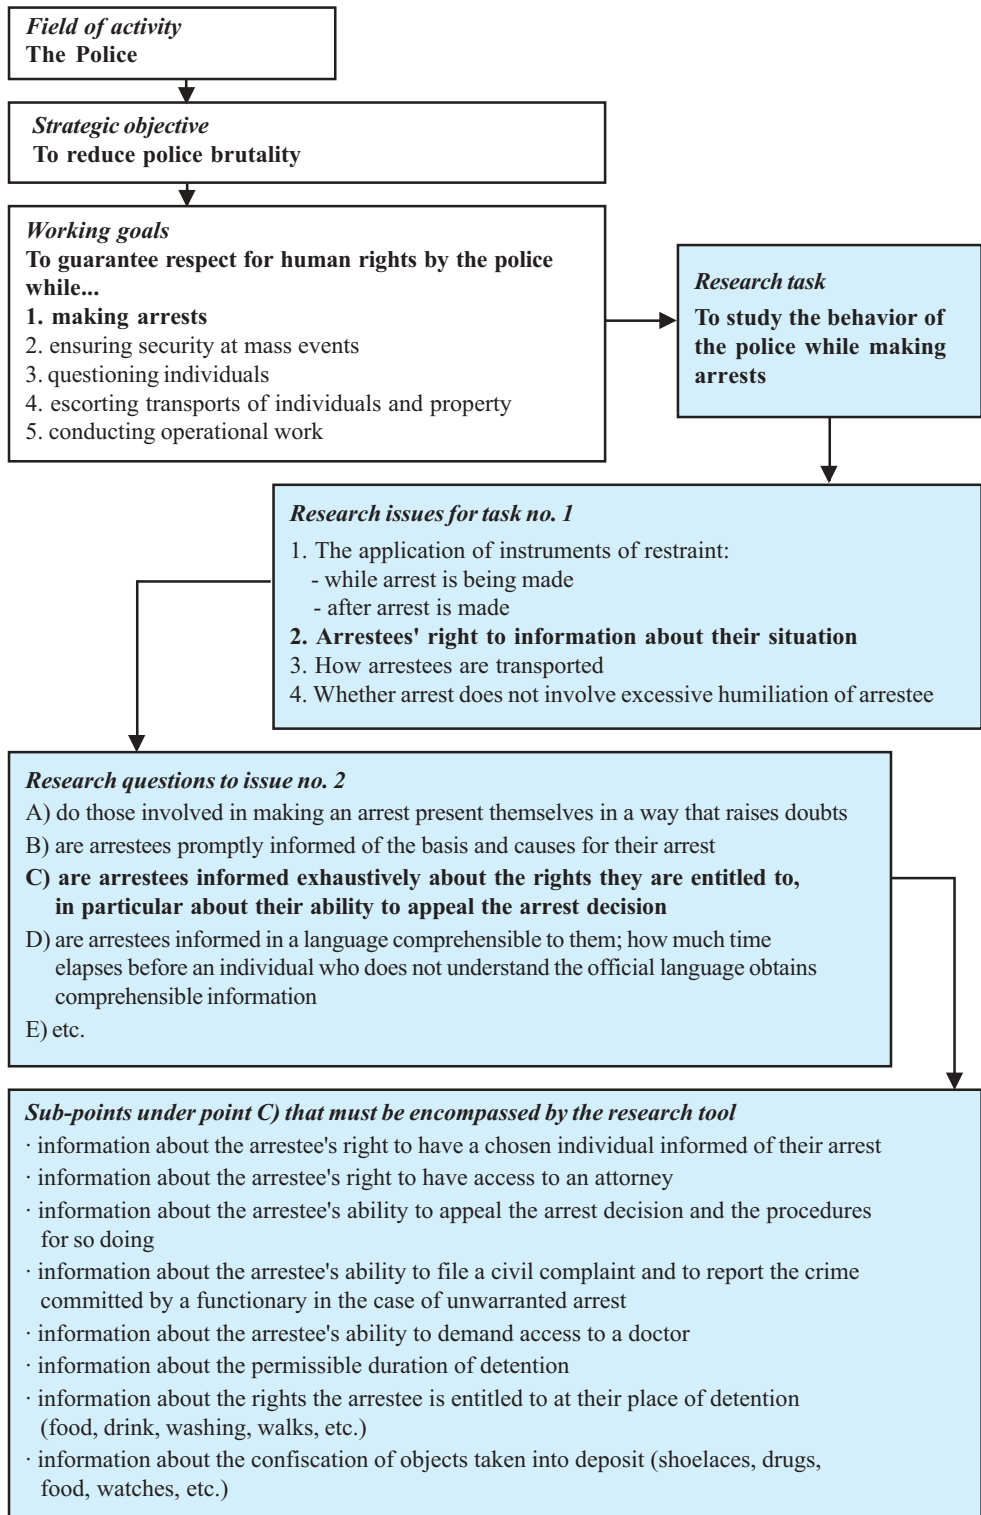 Field of activity
The Police
Strategic objective
To reduce police brutality
Working goals
To guarantee respect for human rights by the police
while...
1. making arrests
2. ensuring security at mass events
3. questioning individuals
4. escorting transports of individuals and property
5. conducting operational work
Research task
To study the behavior of
the police while making
arrests
Research issues for task no. 1
1. The application of instruments of restraint:
- while arrest is being made
- after arrest is made
2. Arrestees' right to information about their situation
3. How arrestees are transported
4. Whether arrest does not involve excessive humiliation of arrestee
Research questions to issue no. 2
A) do those involved in making an arrest present themselves in a way that raises doubts
B) are arrestees promptly informed of the basis and causes for their arrest
C) are arrestees informed exhaustively about the rights they are entitled to,
in particular about their ability to appeal the arrest decision
D) are arrestees informed in a language comprehensible to them; how much time
elapses before an individual who does not understand the official language obtains
comprehensible information
E) etc.
Sub-points under point C) that must be encompassed by the research tool
· information about the arrestee's right to have a chosen individual informed of their arrest
· information about the arrestee's right to have access to an attorney
· information about the arrestee's ability to appeal the arrest decision and the procedures
for so doing
· information about the arrestee's ability to file a civil complaint and to report the crime
committed by a functionary in the case of unwarranted arrest
· information about the arrestee's ability to demand access to a doctor
· information about the permissible duration of detention
· information about the rights the arrestee is entitled to at their place of detention
(food, drink, washing, walks, etc.)
· information about the confiscation of objects taken into deposit (shoelaces, drugs,
food, watches, etc.)